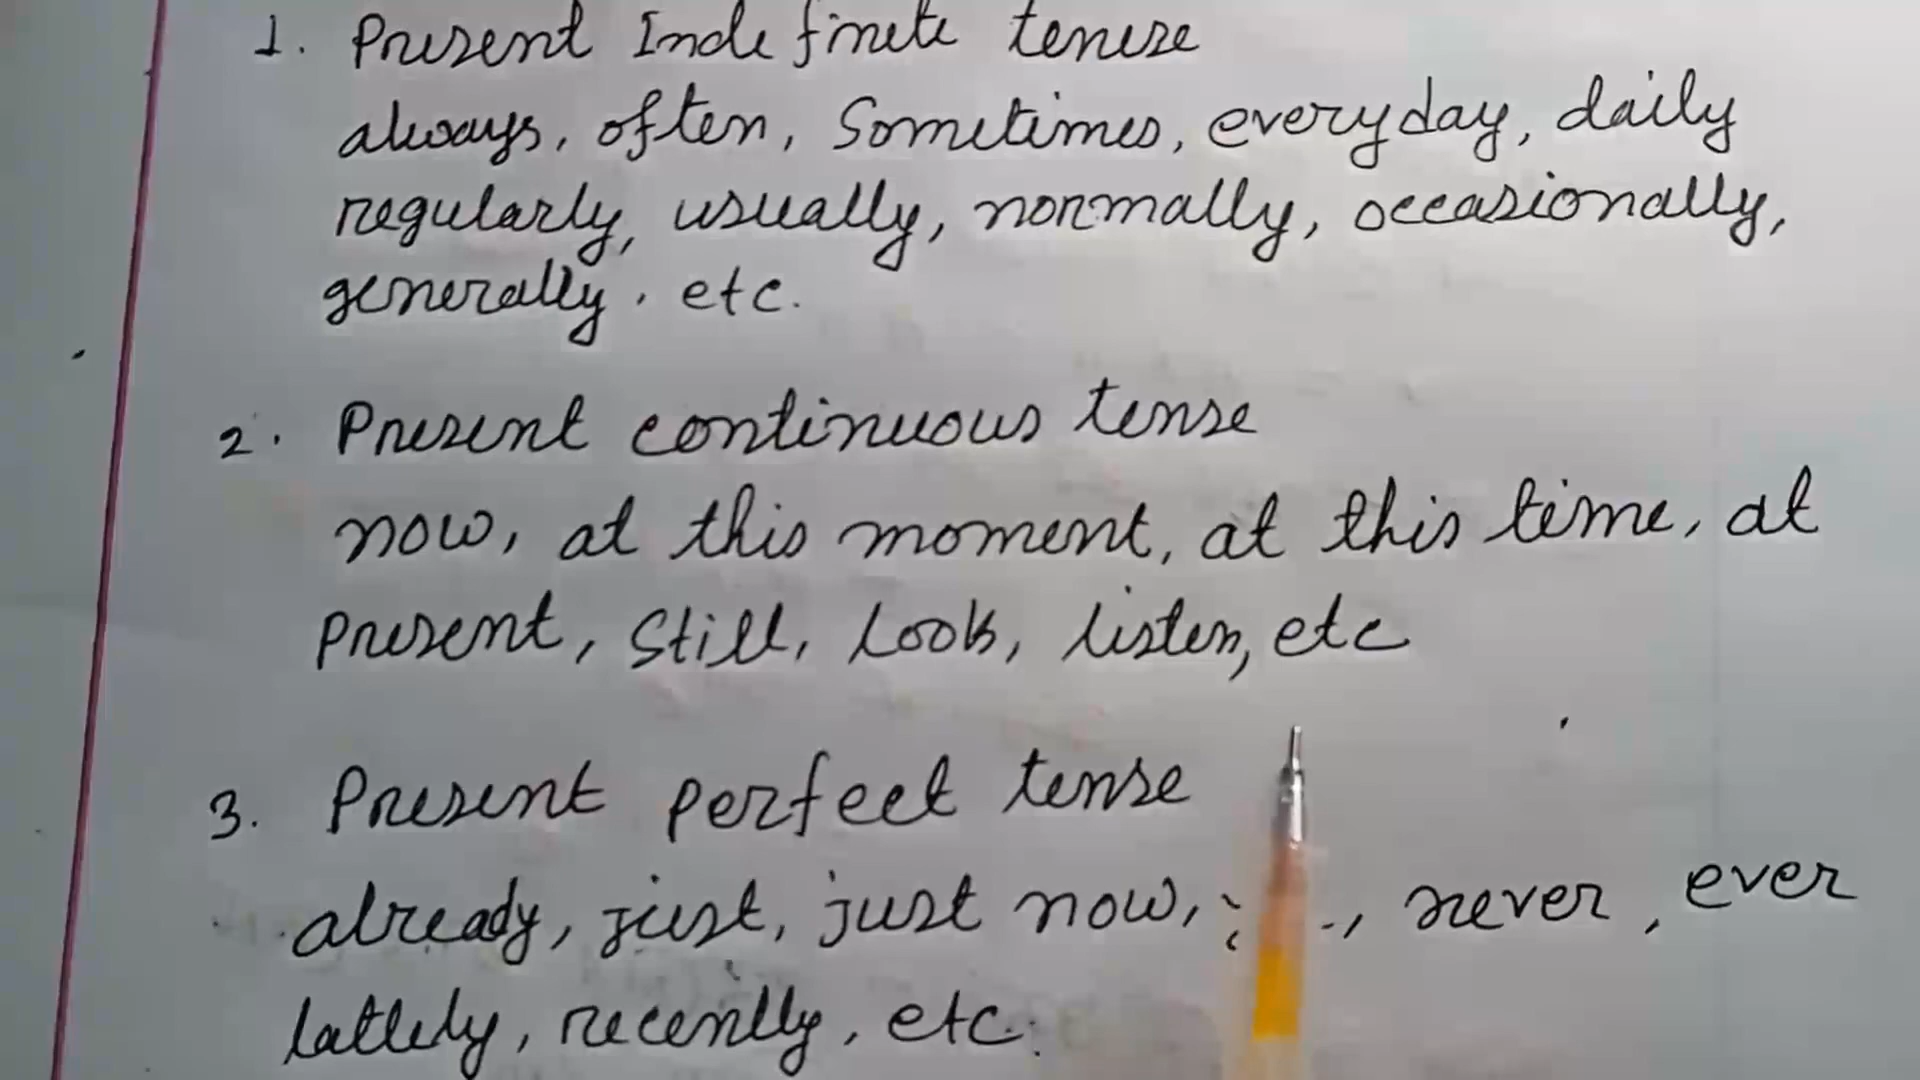 1. Present Indefinite tense
always, often, Sometimes, everyday, daily
regularly, usually, normally, occasionally,
generally, etc.
2. Present continuous tense
now, at this moment, at this time, at
present, Still, Look, listen, etc
3. Present perfect tense
already, just, just now, never, ever
lattely, recently, etc.